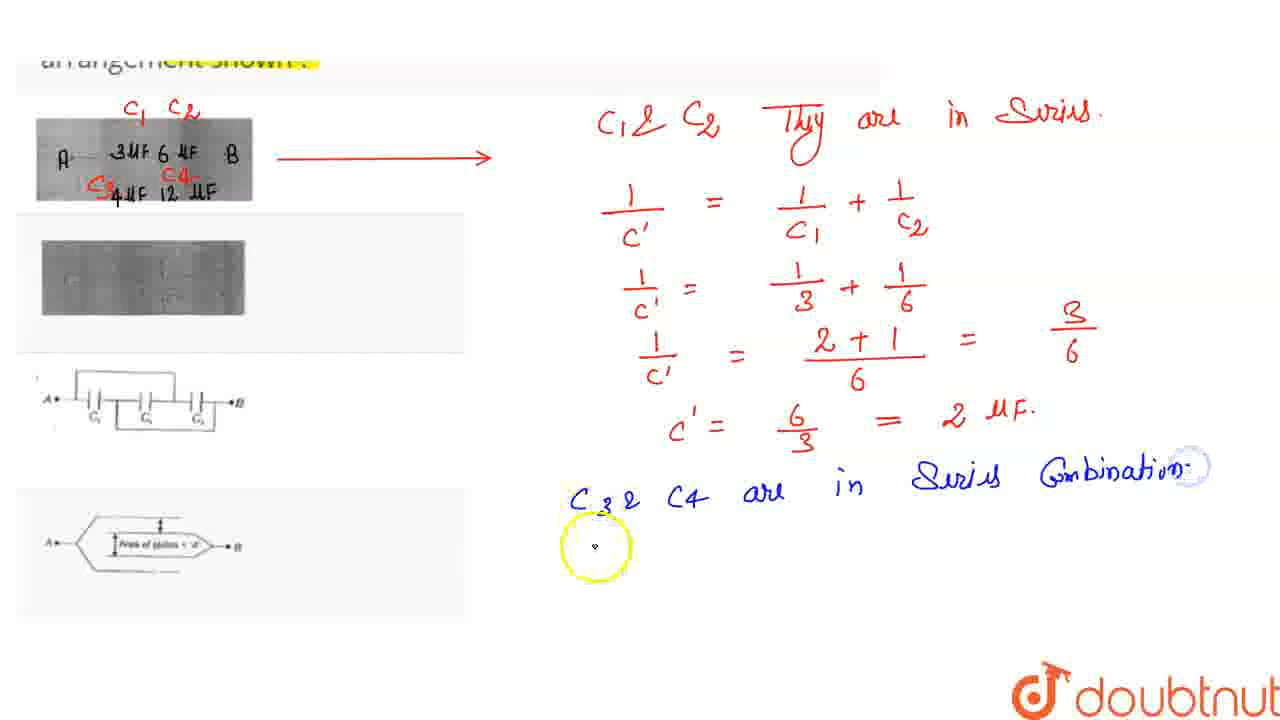 arrangement shown :
C1 C2
A 3 μF 6 μF B
C3 C4
4 μF 12 μF
A C1 C2 C3 B
A Area of plates = 'A' B
C1 & C2 They are in Series.
1/C' = 1/C1 + 1/C2
1/C' = 1/3 + 1/6
1/C' = 2 + 1/6 = 3/6
C' = 6/3 = 2 μF.
C3 & C4 are in Series Combination.
doubtnut